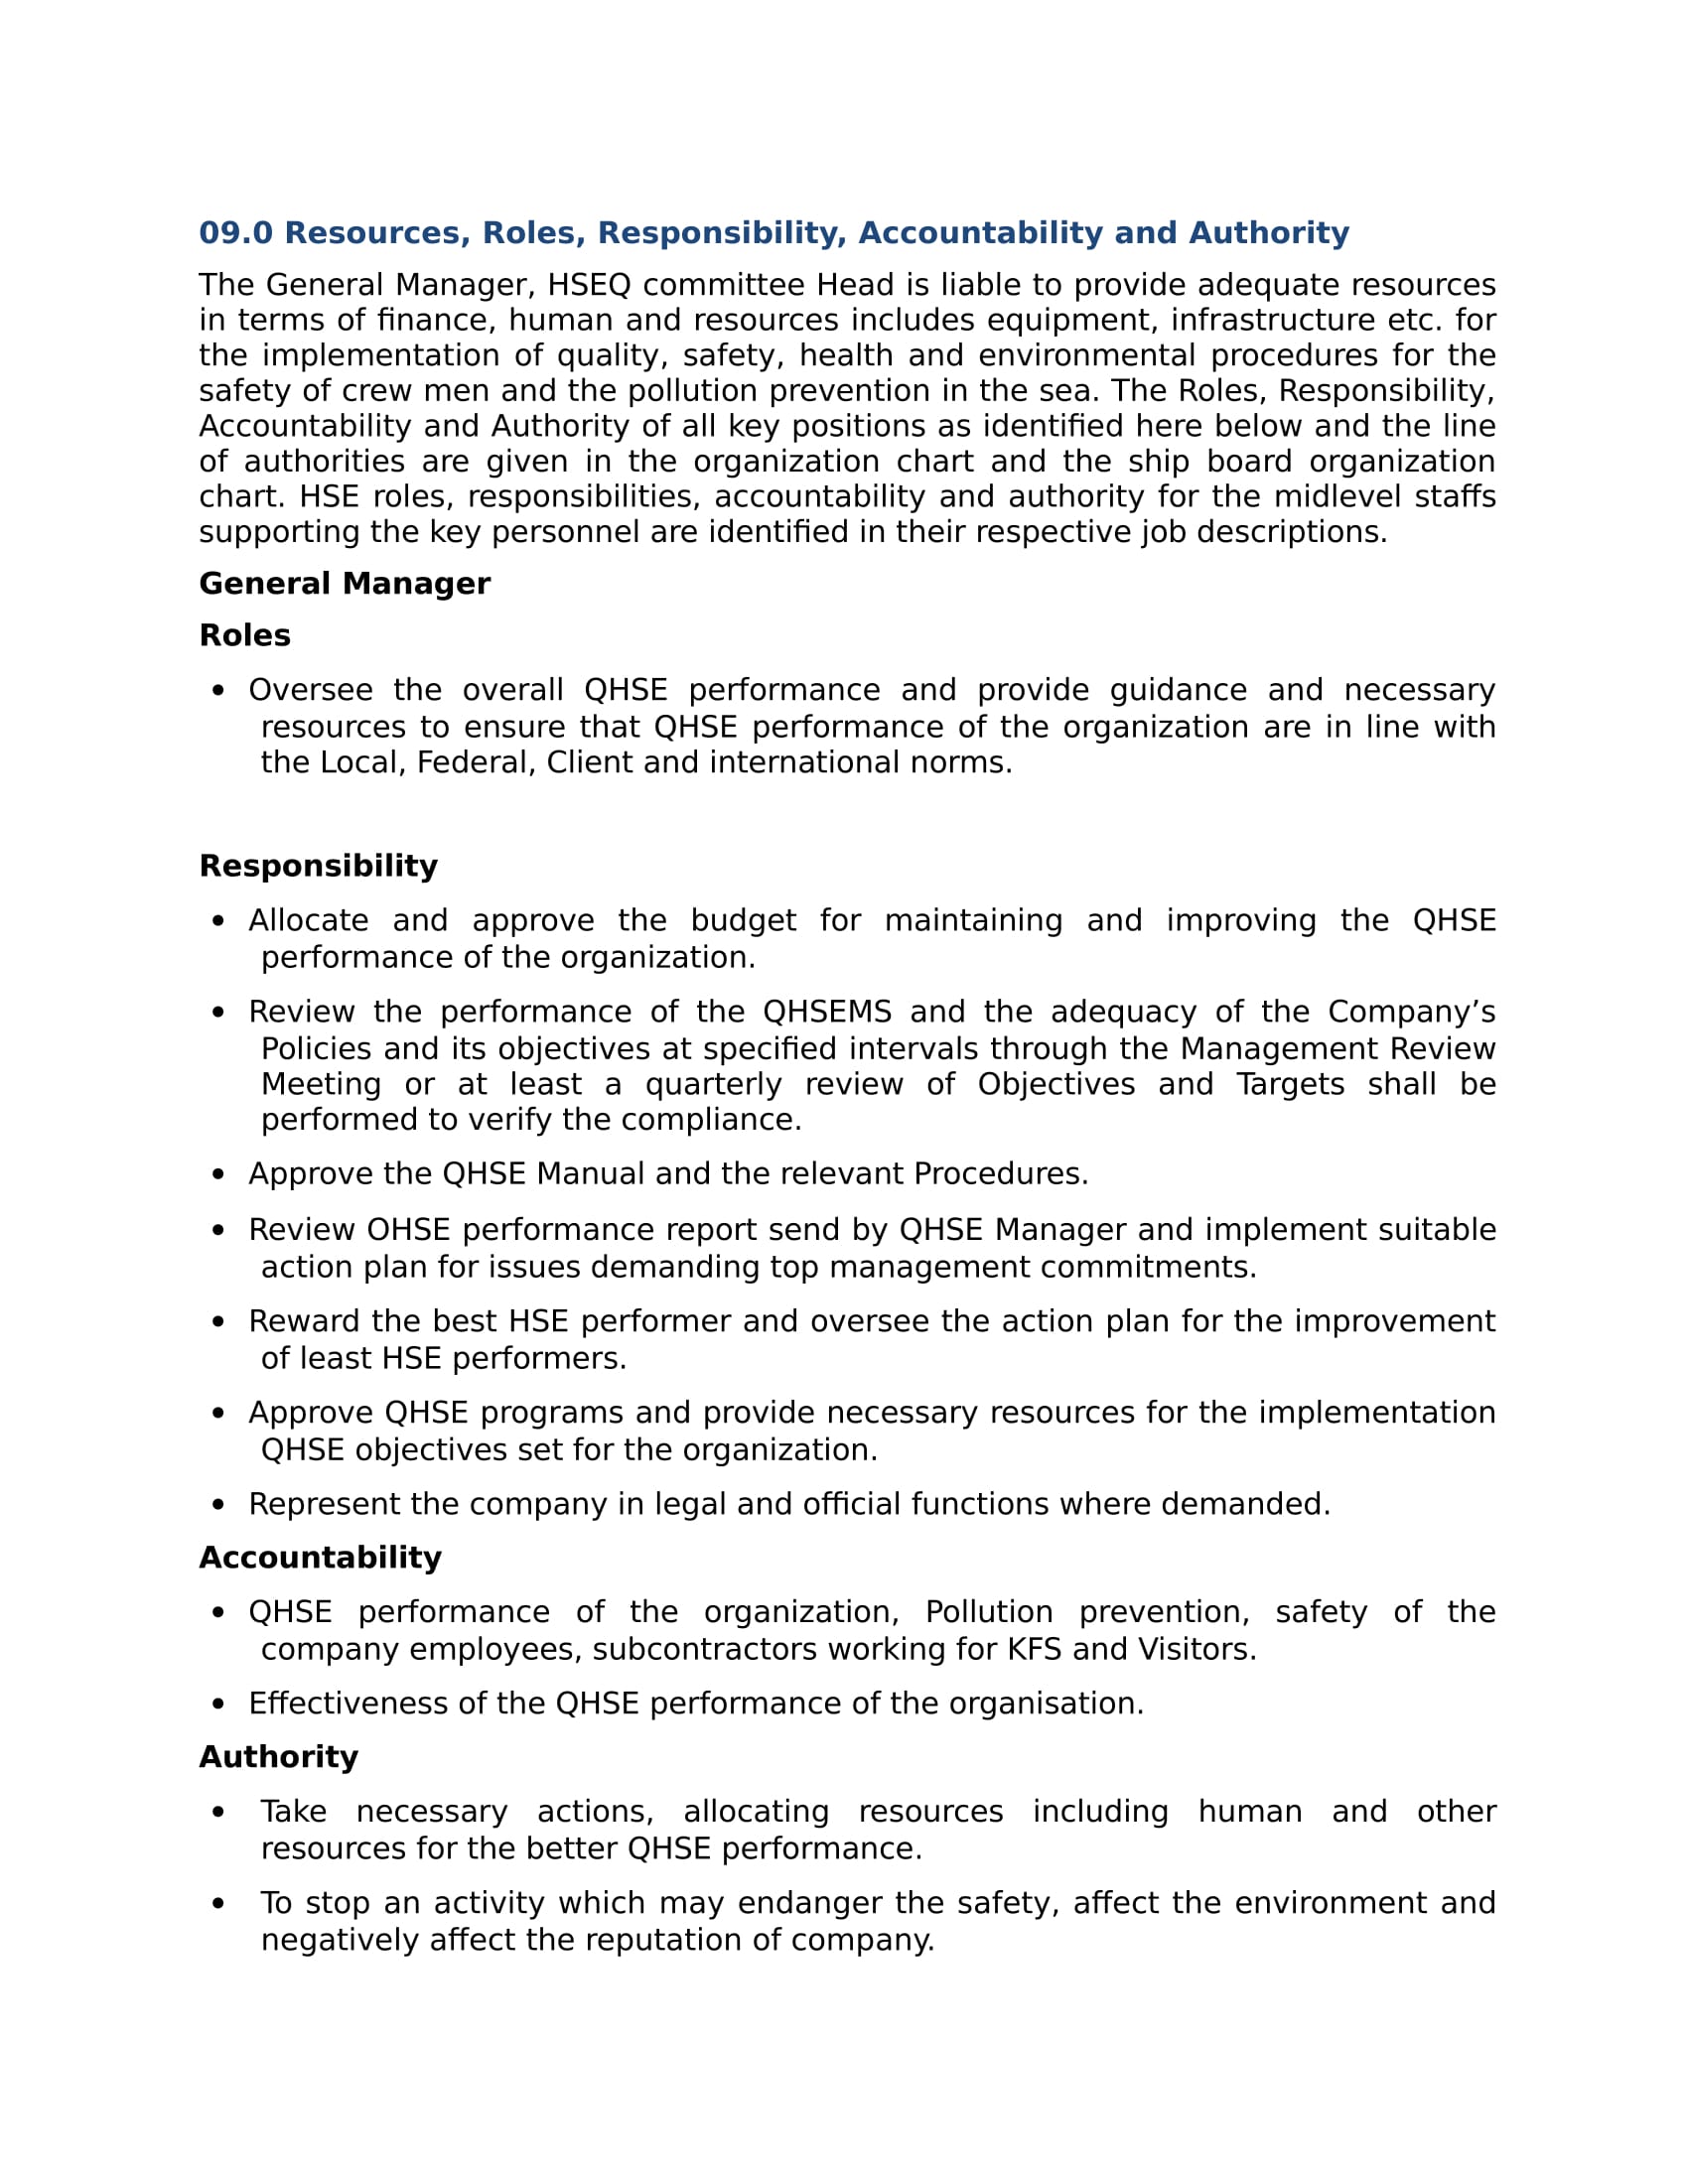 09.0 Resources, Roles, Responsibility, Accountability and Authority
The General Manager, HSEQ committee Head is liable to provide adequate resources
in terms of finance, human and resources includes equipment, infrastructure etc. for
the implementation of quality, safety, health and environmental procedures for the
safety of crew men and the pollution prevention in the sea. The Roles, Responsibility,
Accountability and Authority of all key positions as identified here below and the line
of authorities are given in the organization chart and the ship board organization
chart. HSE roles, responsibilities, accountability and authority for the midlevel staffs
supporting the key personnel are identified in their respective job descriptions.
General Manager
Roles
• Oversee the overall QHSE performance and provide guidance and necessary
resources to ensure that QHSE performance of the organization are in line with
the Local, Federal, Client and international norms.
Responsibility
• Allocate and approve the budget for maintaining and improving the QHSE
performance of the organization.
• Review the performance of the QHSEMS and the adequacy of the Company’s
Policies and its objectives at specified intervals through the Management Review
Meeting or at least a quarterly review of Objectives and Targets shall be
performed to verify the compliance.
• Approve the QHSE Manual and the relevant Procedures.
• Review OHSE performance report send by QHSE Manager and implement suitable
action plan for issues demanding top management commitments.
• Reward the best HSE performer and oversee the action plan for the improvement
of least HSE performers.
• Approve QHSE programs and provide necessary resources for the implementation
QHSE objectives set for the organization.
• Represent the company in legal and official functions where demanded.
Accountability
• QHSE performance of the organization, Pollution prevention, safety of the
company employees, subcontractors working for KFS and Visitors.
• Effectiveness of the QHSE performance of the organisation.
Authority
• Take necessary actions, allocating resources including human and other
resources for the better QHSE performance.
• To stop an activity which may endanger the safety, affect the environment and
negatively affect the reputation of company.